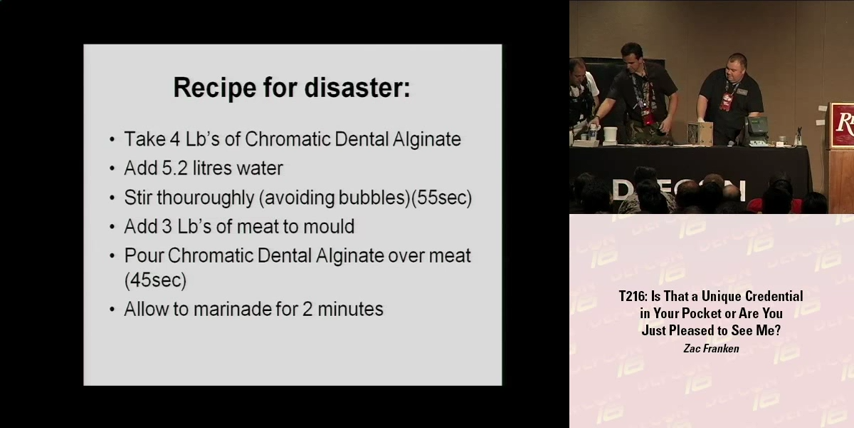 Recipe for disaster:
• Take 4 Lb's of Chromatic Dental Alginate
• Add 5.2 litres water
• Stir thouroughly (avoiding bubbles)(55sec)
• Add 3 Lb's of meat to mould
• Pour Chromatic Dental Alginate over meat
(45sec)
• Allow to marinade for 2 minutes
T216: Is That a Unique Credential
in Your Pocket or Are You
Just Pleased to See Me?
Zac Franken